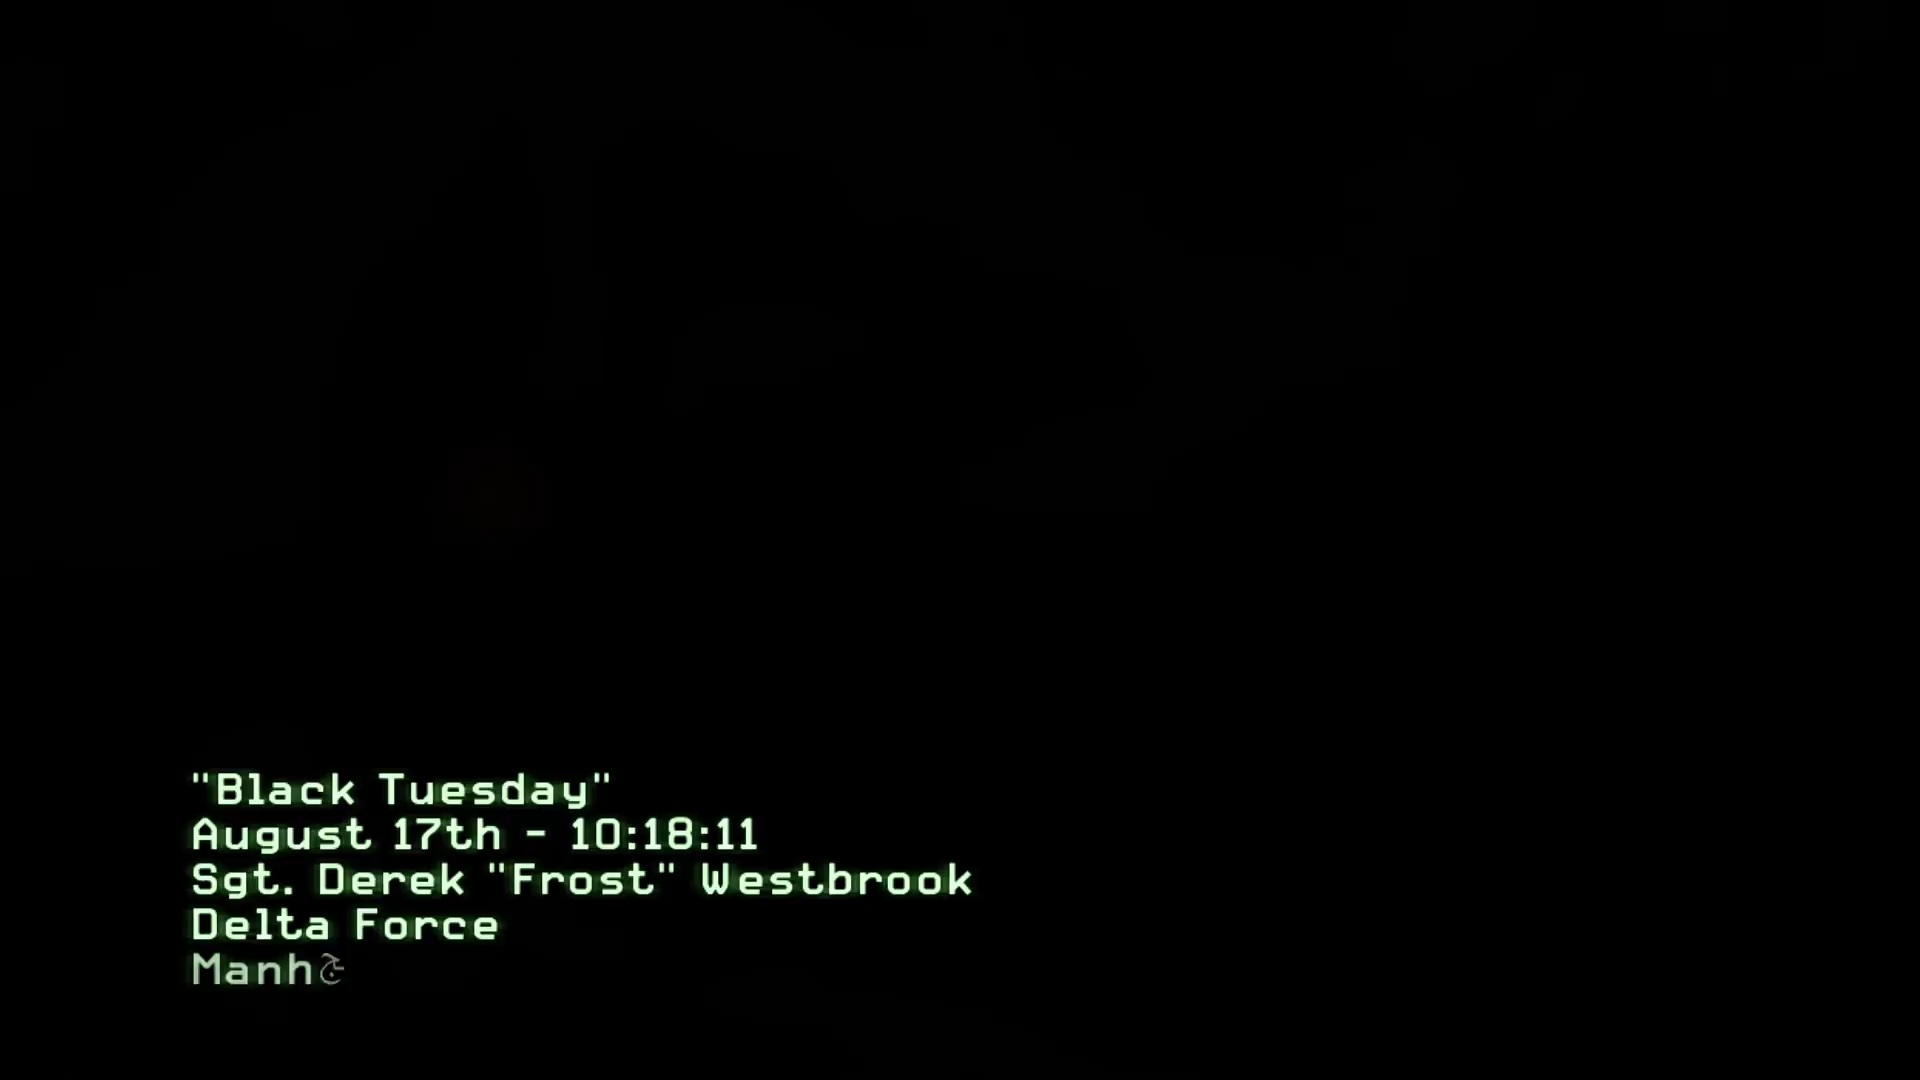 "Black Tuesday"
August 17th - 10:18:11
Sgt. Derek "Frost" Westbrook
Delta Force
Manh